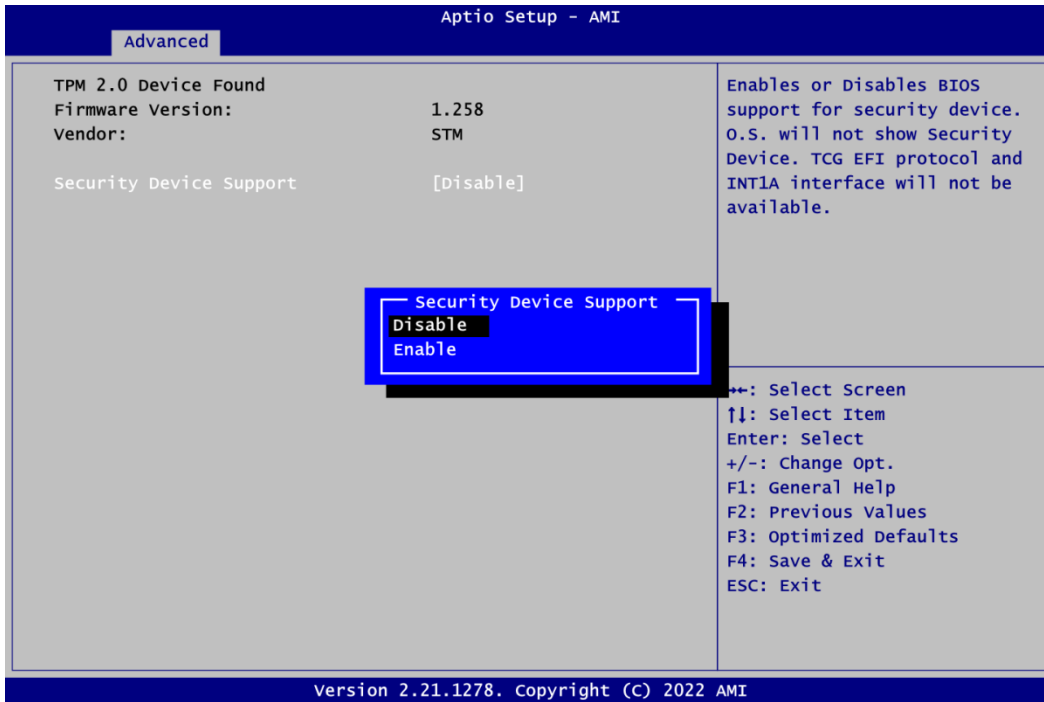 Aptio Setup - AMI
Advanced
TPM 2.0 Device Found
Firmware Version: 1.258
Vendor: STM
Security Device Support [Disable]
Enables or Disables BIOS
support for security device.
O.S. will not show Security
Device. TCG EFI protocol and
INT1A interface will not be
available.
Security Device Support
Disable
Enable
→←: Select Screen
↑↓: Select Item
Enter: Select
+/-: Change Opt.
F1: General Help
F2: Previous Values
F3: Optimized Defaults
F4: Save & Exit
ESC: Exit
Version 2.21.1278. Copyright (C) 2022 AMI